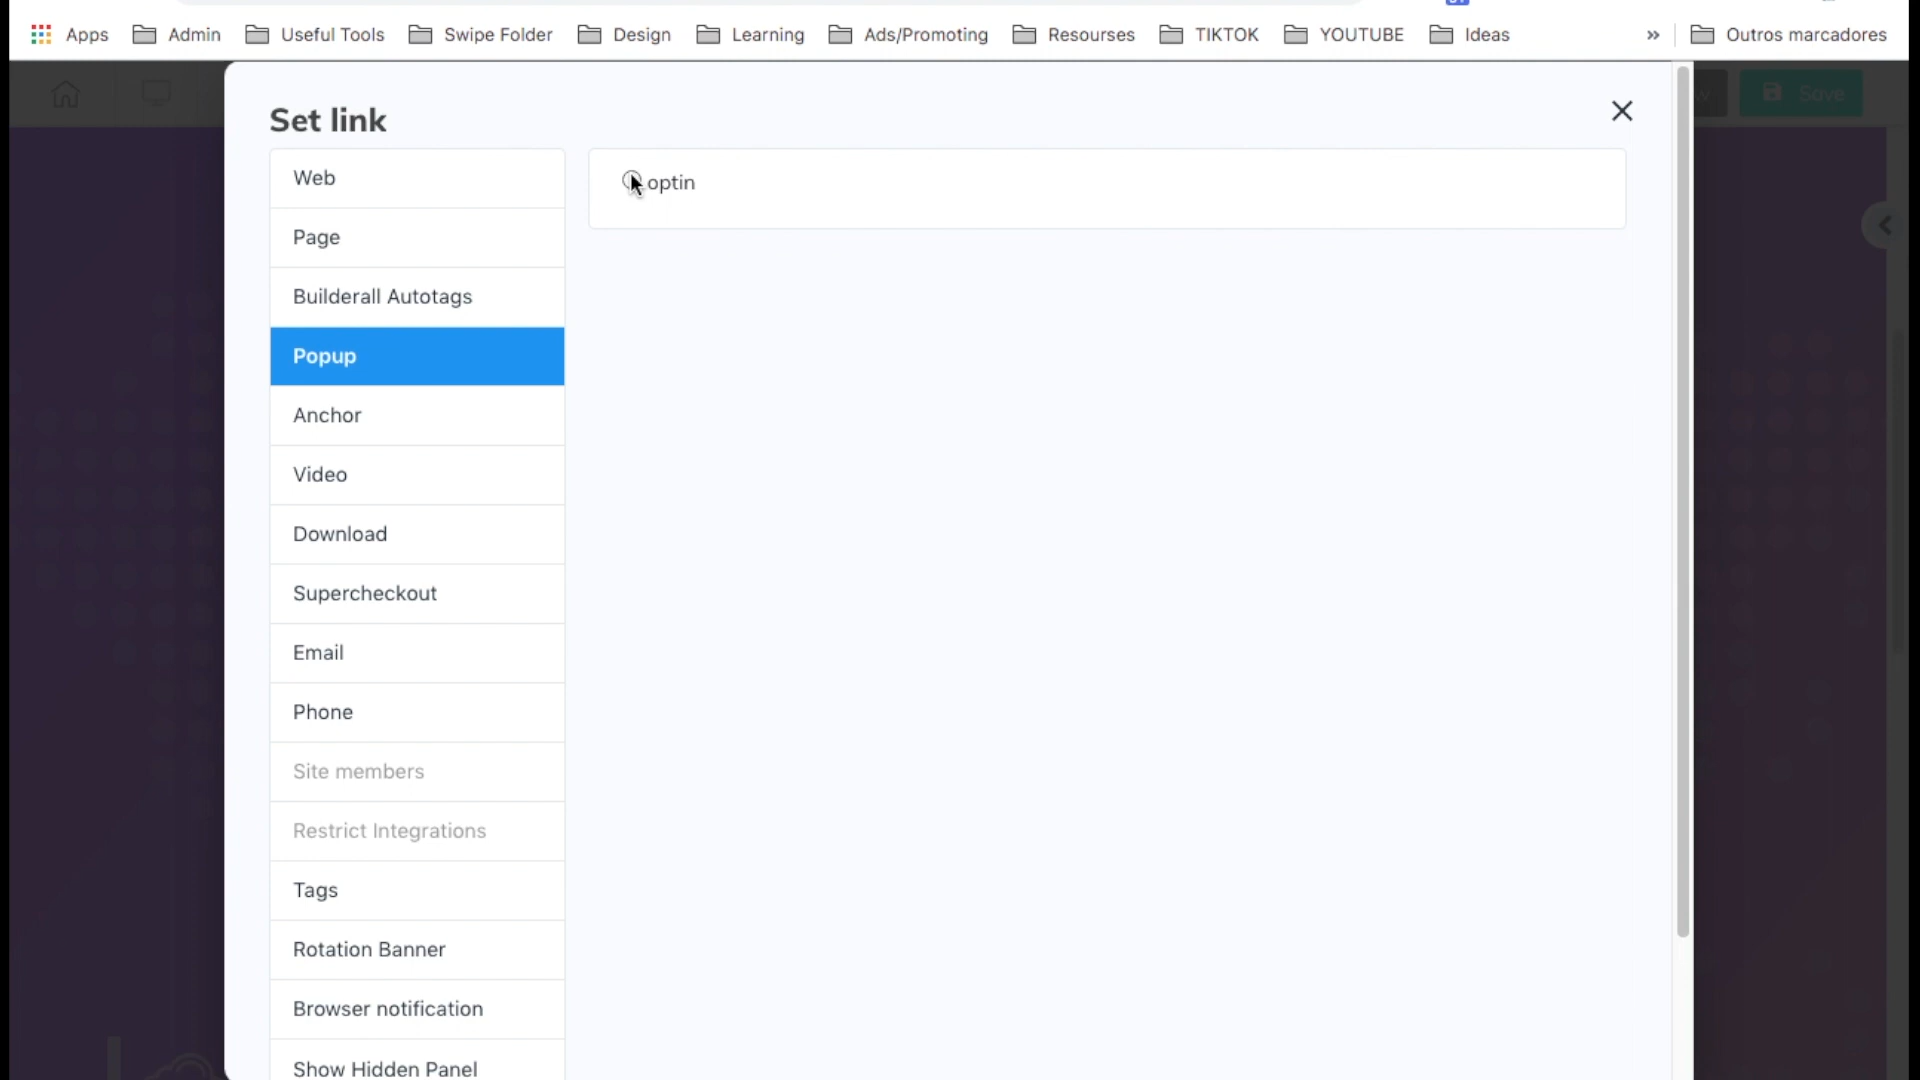 Apps Admin Useful Tools Swipe Folder Design Learning Ads/Promoting Resourses TIKTOK YOUTUBE Ideas » Outros marcadores
Save
Set link
Web
optin
Page
Builderall Autotags
Popup
Anchor
Video
Download
Supercheckout
Email
Phone
Site members
Restrict Integrations
Tags
Rotation Banner
Browser notification
Show Hidden Panel